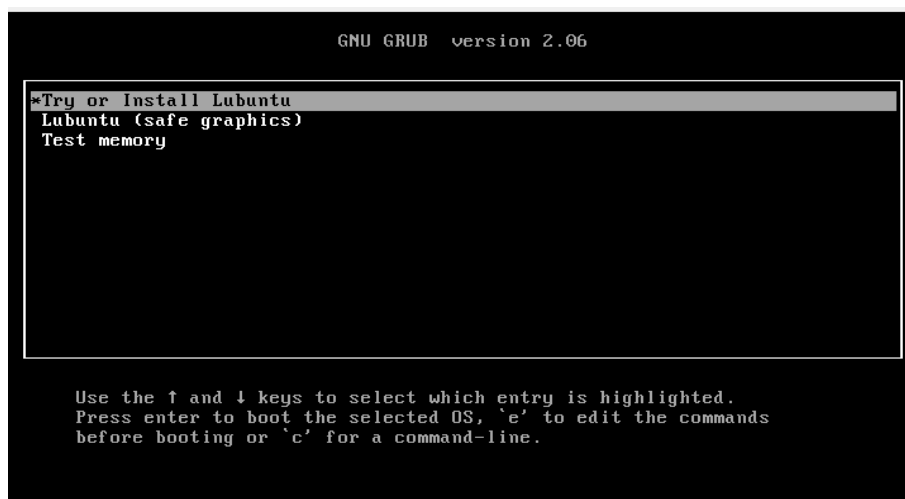 GNU GRUB  version 2.06
*Try or Install Lubuntu
Lubuntu (safe graphics)
Test memory
Use the ↑ and ↓ keys to select which entry is highlighted.
Press enter to boot the selected OS, `e' to edit the commands
before booting or `c' for a command-line.